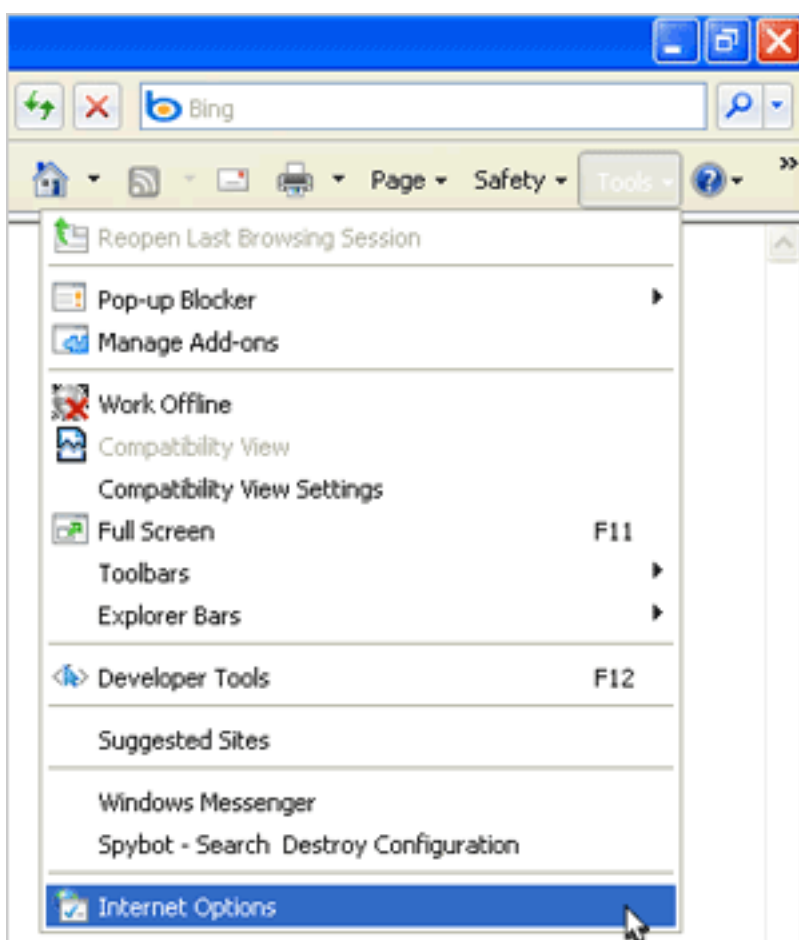 Bing
Page Safety Tools »
Reopen Last Browsing Session
Pop-up Blocker
Manage Add-ons
Work Offline
Compatibility View
Compatibility View Settings
Full Screen F11
Toolbars
Explorer Bars
Developer Tools F12
Suggested Sites
Windows Messenger
Spybot - Search Destroy Configuration
Internet Options